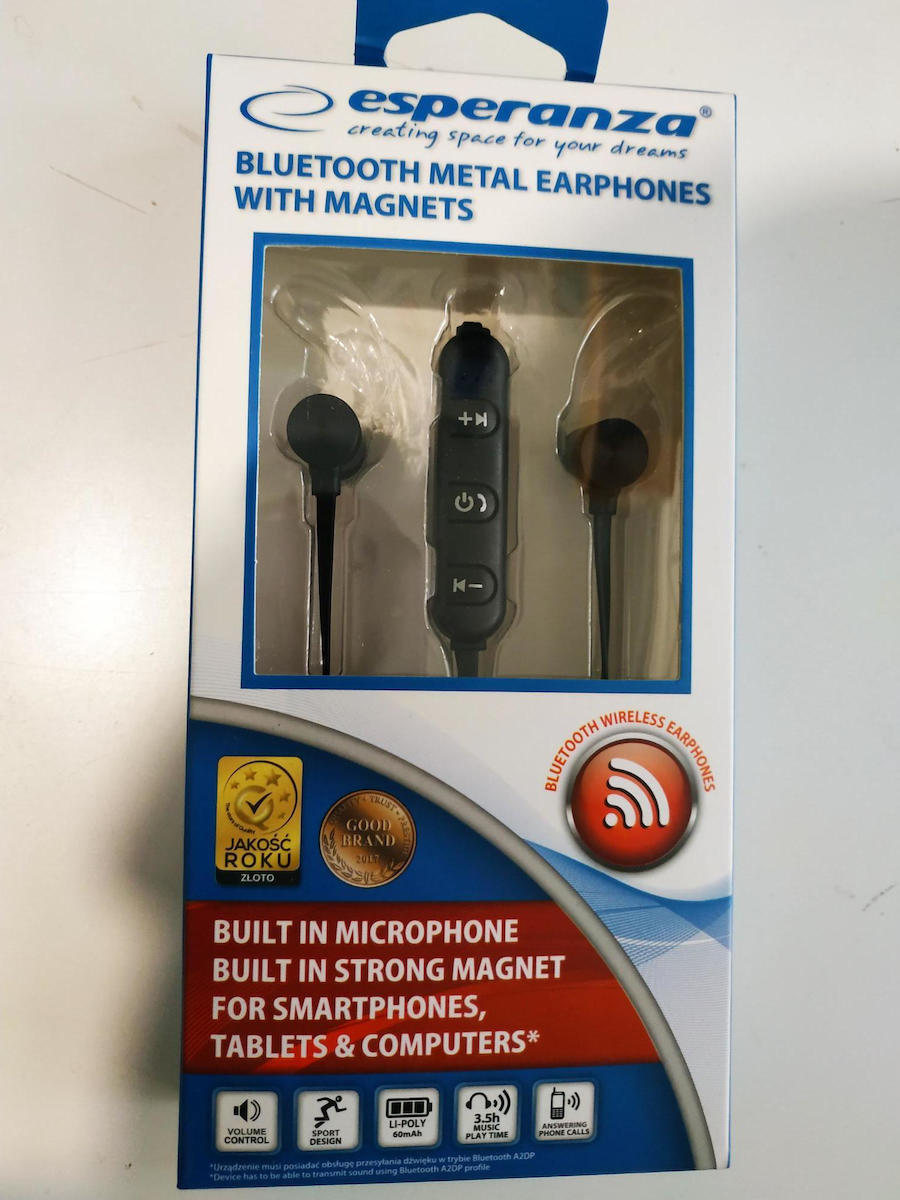 esperanza®
creating space for your dreams
BLUETOOTH METAL EARPHONES
WITH MAGNETS
BLUETOOTH WIRELESS EARPHONES
JAKOŚĆ
ROKU
ZŁOTO
QUALITY • TRUST • PRESTIGE
GOOD
BRAND
2017
BUILT IN MICROPHONE
BUILT IN STRONG MAGNET
FOR SMARTPHONES,
TABLETS & COMPUTERS*
VOLUME
CONTROL
SPORT
DESIGN
LI-POLY
60mAh
3.5h
MUSIC
PLAY TIME
ANSWERING
PHONE CALLS
*Urządzenie musi posiadać obsługę przesyłania dźwięku w trybie Bluetooth A2DP
*Device has to be able to transmit sound using Bluetooth A2DP profile